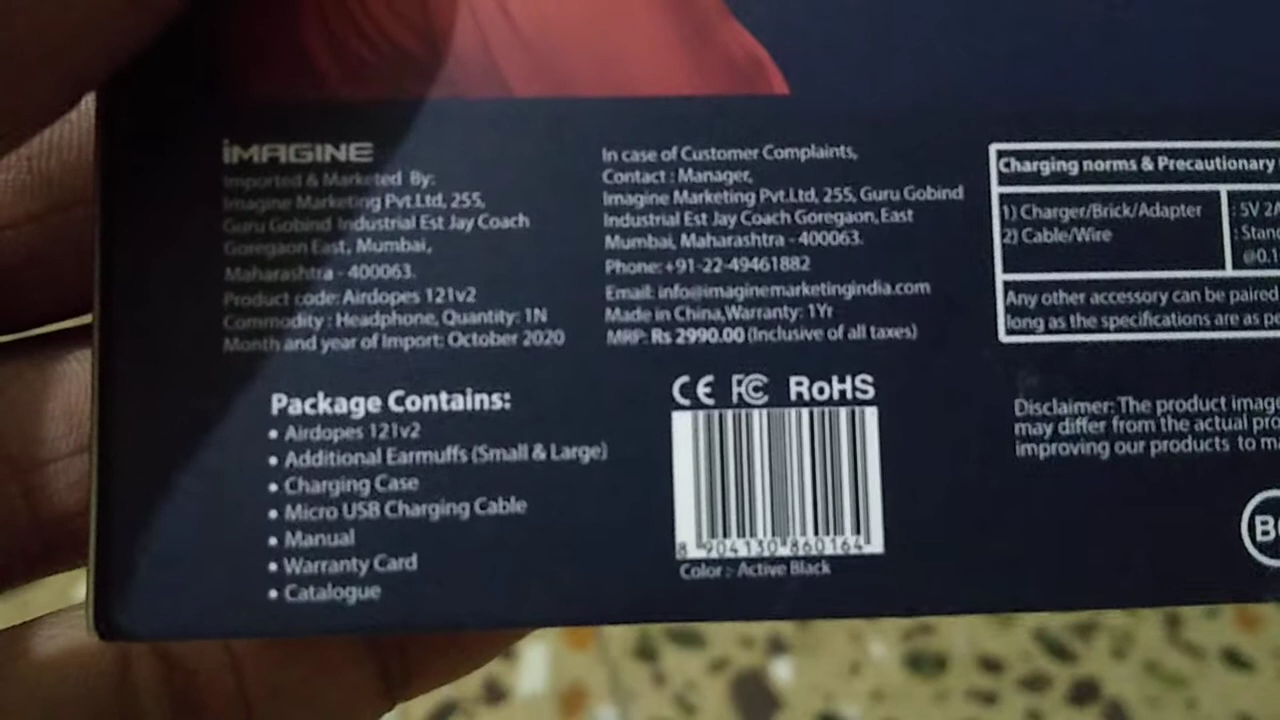 iMAGINE
Imported & Marketed By:
Imagine Marketing Pvt.Ltd, 255,
Guru Gobind Industrial Est Jay Coach
Goregaon East, Mumbai,
Maharashtra - 400063.
Product code: Airdopes 121v2
Commodity : Headphone, Quantity: 1N
Month and year of Import: October 2020
In case of Customer Complaints,
Contact : Manager,
Imagine Marketing Pvt.Ltd, 255, Guru Gobind
Industrial Est Jay Coach Goregaon, East
Mumbai, Maharashtra - 400063.
Phone: +91-22-49461882
Email: info@imaginemarketingindia.com
Made in China, Warranty: 1Yr
MRP: Rs 2990.00 (Inclusive of all taxes)
Charging norms & Precautionary
1) Charger/Brick/Adapter : 5V 2A
2) Cable/Wire : Stand
@0.1
Any other accessory can be paired
long as the specifications are as pe
Package Contains:
• Airdopes 121v2
• Additional Earmuffs (Small & Large)
• Charging Case
• Micro USB Charging Cable
• Manual
• Warranty Card
• Catalogue
CE FC RoHS
8 904130 860164
Color :- Active Black
Disclaimer: The product image
may differ from the actual pro
improving our products to m